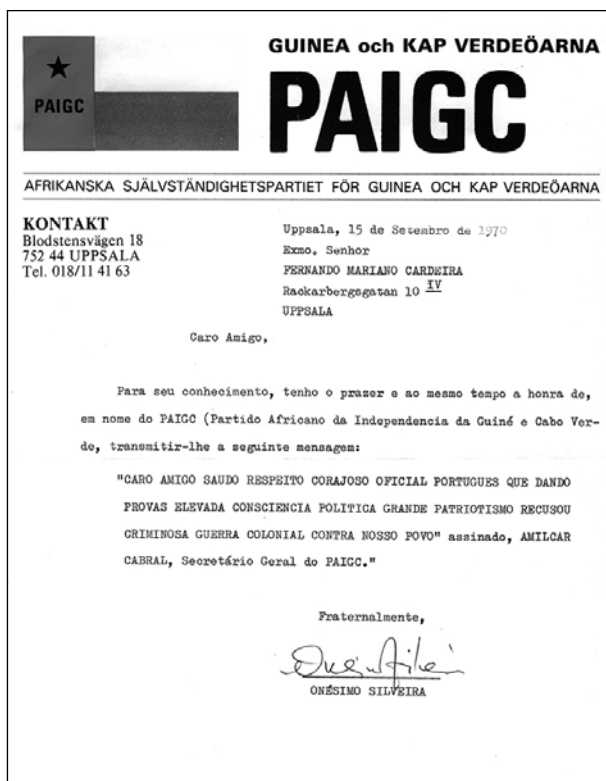 GUINEA och KAP VERDEÖARNA
PAIGC
PAIGC
AFRIKANSKA SJÄLVSTÄNDIGHETSPARTIET FÖR GUINEA OCH KAP VERDEÖARNA
KONTAKT
Blodstensvägen 18
752 44 UPPSALA
Tel. 018/11 41 63
Uppsala, 15 de Setembro de 1970
Exmo. Senhor
FERNANDO MARIANO CARDEIRA
Rackarbergsgatan 10 IV
UPPSALA
Caro Amigo,
Para seu conhecimento, tenho o prazer e ao mesmo tempo a honra de,
em nome do PAIGC (Partido Africano da Independencia da Guiné e Cabo Ver-
de, transmitir-lhe a seguinte mensagem:
"CARO AMIGO SAUDO RESPEITO CORAJOSO OFICIAL PORTUGUES QUE DANDO
PROVAS ELEVADA CONSCIENCIA POLITICA GRANDE PATRIOTISMO RECUSOU
CRIMINOSA GUERRA COLONIAL CONTRA NOSSO POVO" assinado, AMILCAR
CABRAL, Secretário Geral do PAIGC."
Fraternalmente,
ONÉSIMO SILVEIRA